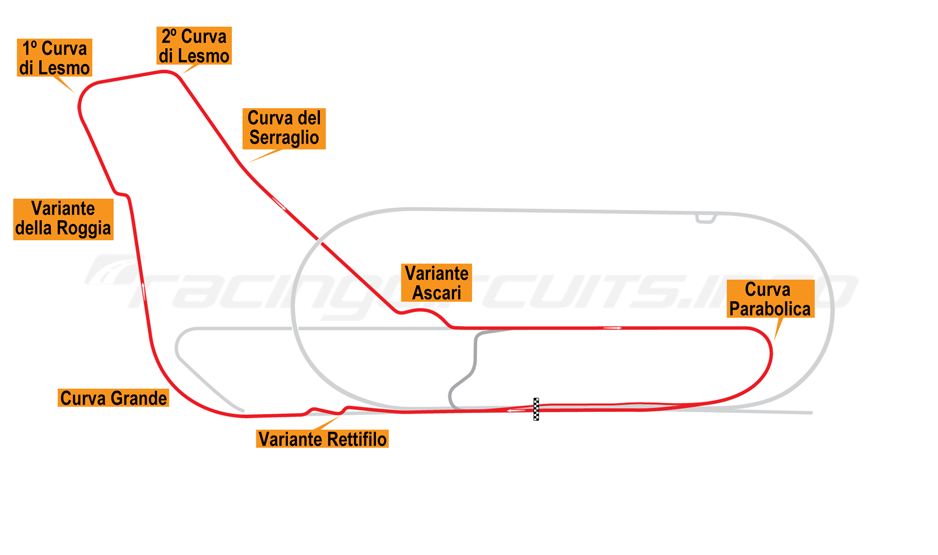 1º Curva
di Lesmo
2º Curva
di Lesmo
Curva del
Serraglio
Variante
della Roggia
Variante
Ascari
Curva
Parabolica
racingcircuits.info
Curva Grande
Variante Rettifilo